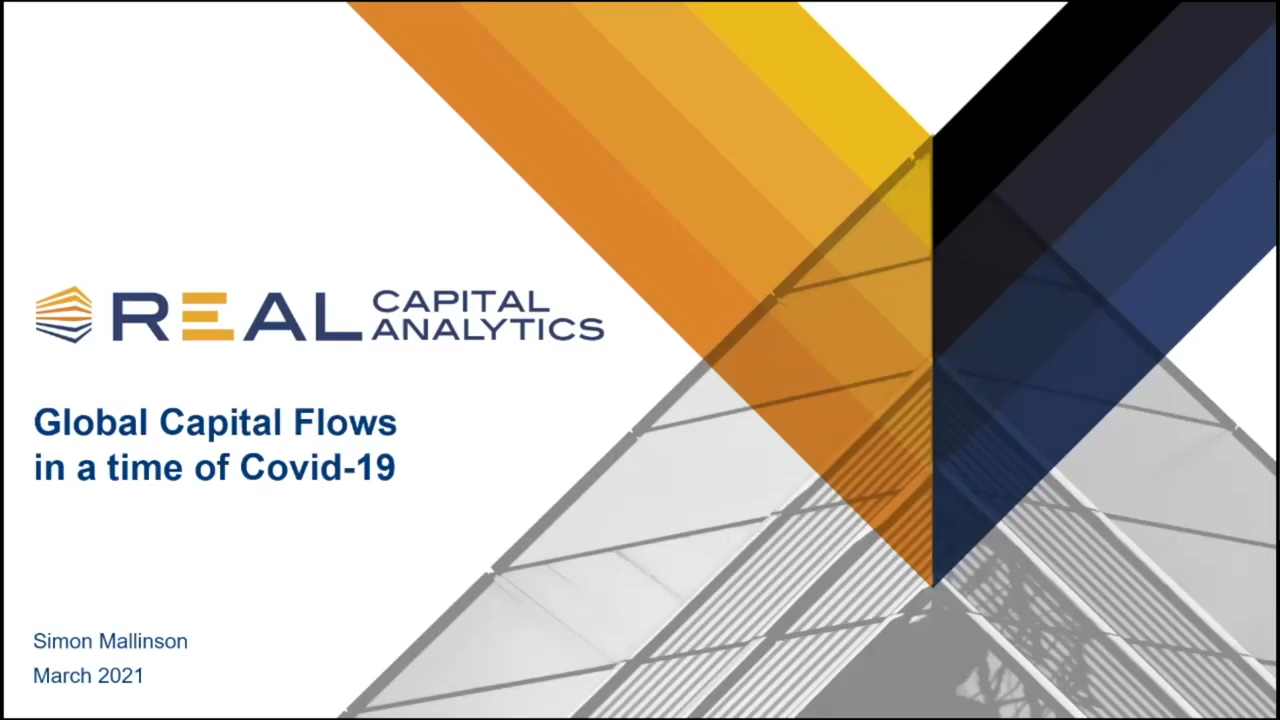 REAL CAPITAL
ANALYTICS
Global Capital Flows
in a time of Covid-19
Simon Mallinson
March 2021